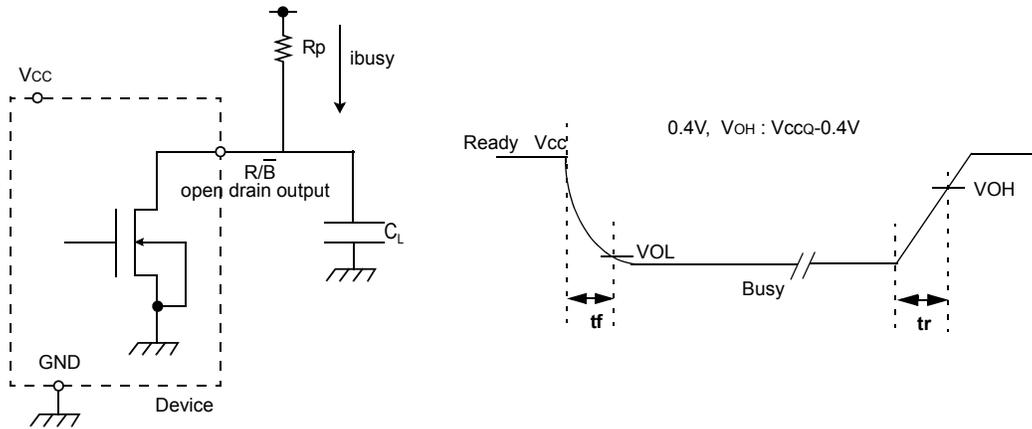 Rp
ibusy
VCC
R/B̅
open drain output
CL
GND
Device
0.4V, VOH : VCCQ-0.4V
Ready Vcc
VOH
VOL
Busy
tf
tr